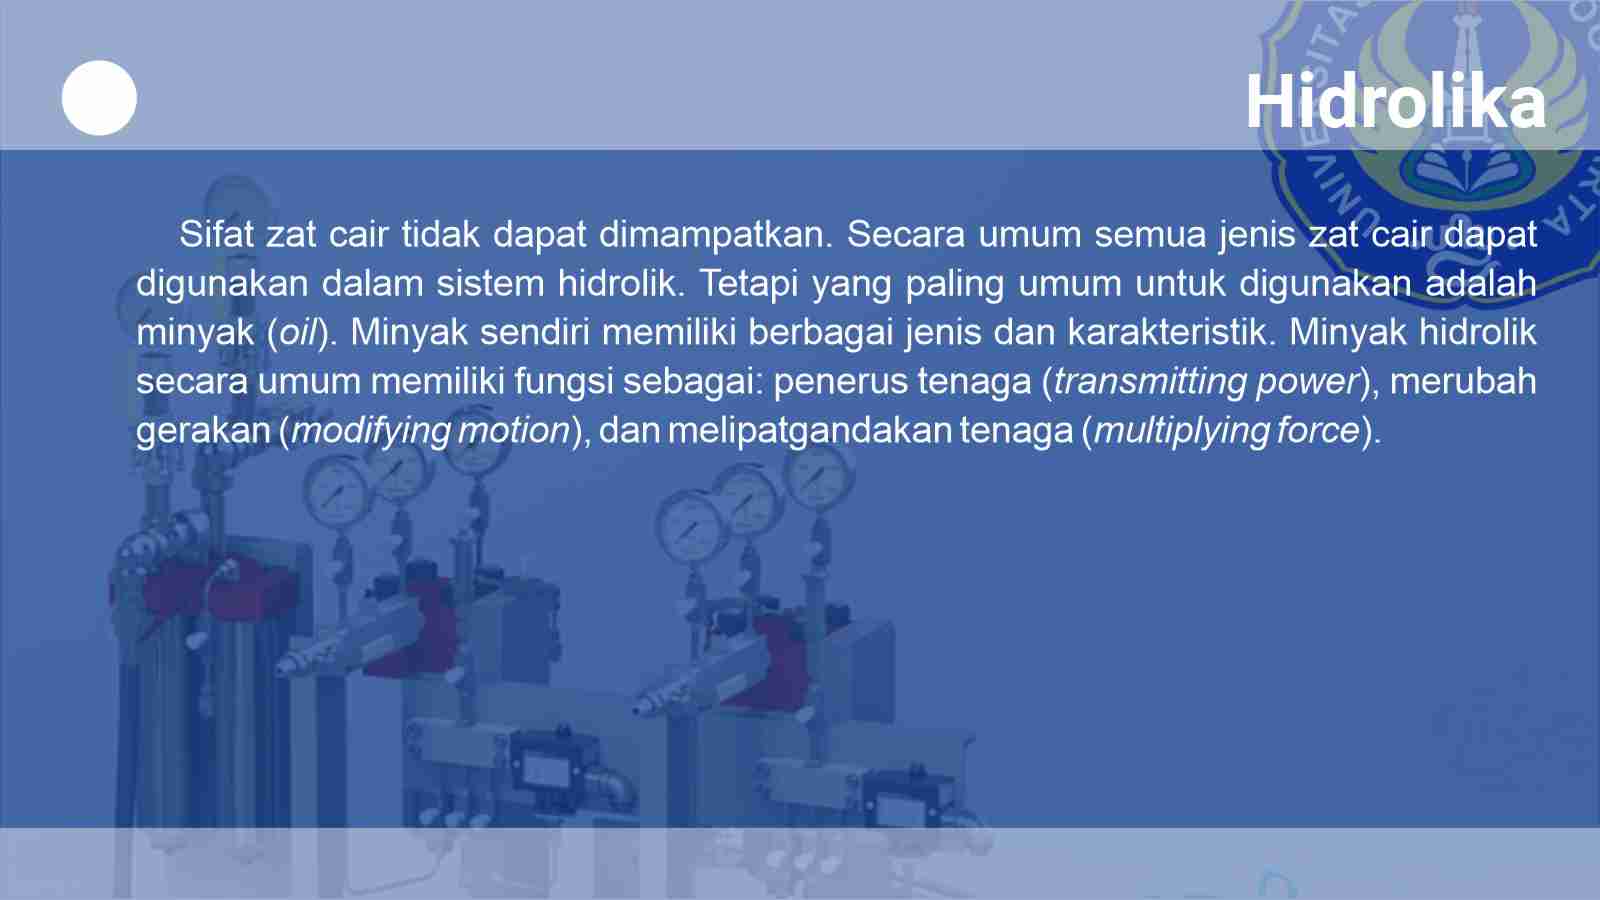 Hidrolika
Sifat zat cair tidak dapat dimampatkan. Secara umum semua jenis zat cair dapat
digunakan dalam sistem hidrolik. Tetapi yang paling umum untuk digunakan adalah
minyak (oil). Minyak sendiri memiliki berbagai jenis dan karakteristik. Minyak hidrolik
secara umum memiliki fungsi sebagai: penerus tenaga (transmitting power), merubah
gerakan (modifying motion), dan melipatgandakan tenaga (multiplying force).